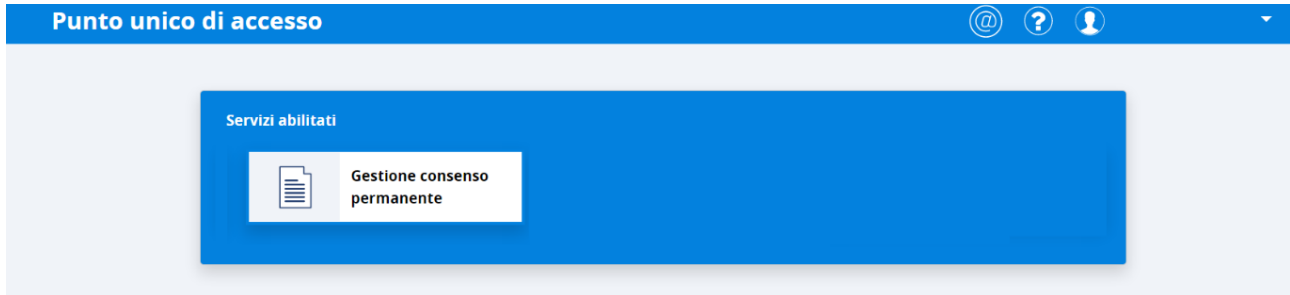 Punto unico di accesso
@ ?
Servizi abilitati
Gestione consenso
permanente